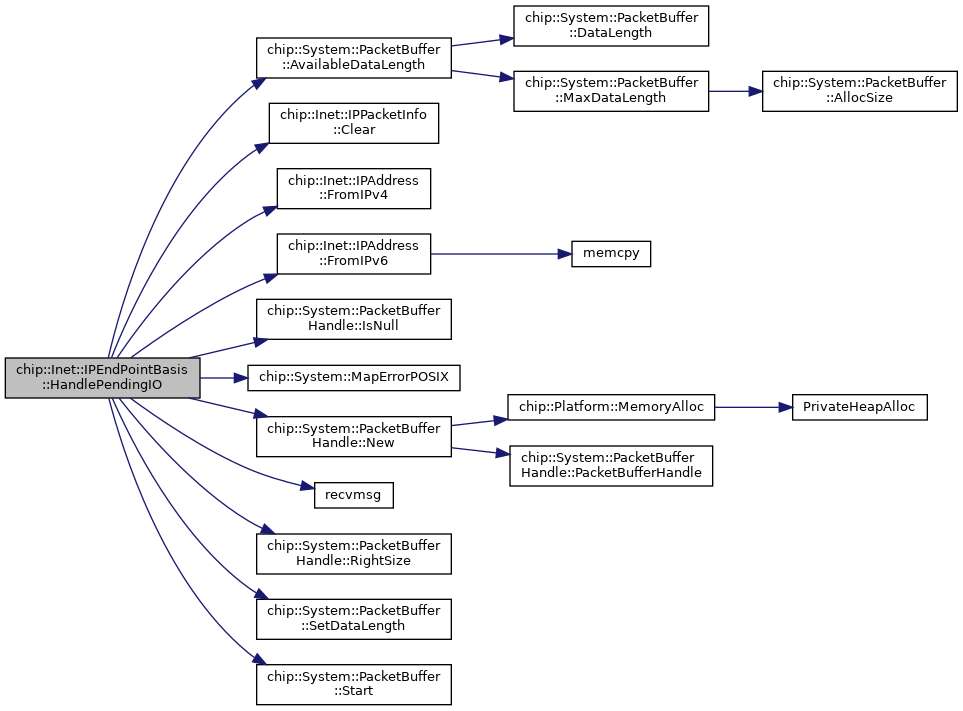 chip::System::PacketBuffer
::DataLength
chip::System::PacketBuffer
::AvailableDataLength
chip::System::PacketBuffer
::MaxDataLength
chip::System::PacketBuffer
::AllocSize
chip::Inet::IPPacketInfo
::Clear
chip::Inet::IPAddress
::FromIPv4
chip::Inet::IPAddress
::FromIPv6
memcpy
chip::System::PacketBuffer
Handle::IsNull
chip::Inet::IPEndPointBasis
::HandlePendingIO
chip::System::MapErrorPOSIX
chip::System::PacketBuffer
Handle::New
chip::Platform::MemoryAlloc
PrivateHeapAlloc
chip::System::PacketBuffer
Handle::PacketBufferHandle
recvmsg
chip::System::PacketBuffer
Handle::RightSize
chip::System::PacketBuffer
::SetDataLength
chip::System::PacketBuffer
::Start